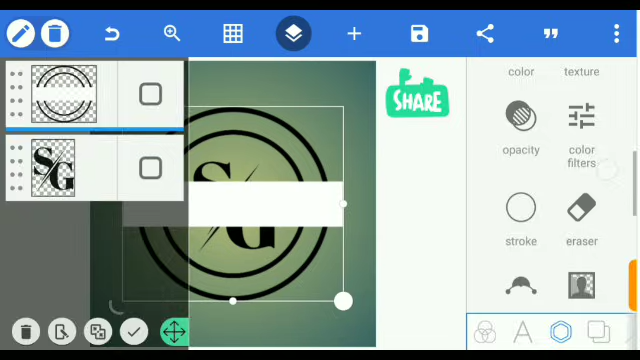 SHARE
color texture
opacity color filters
stroke eraser
S
G
S
G